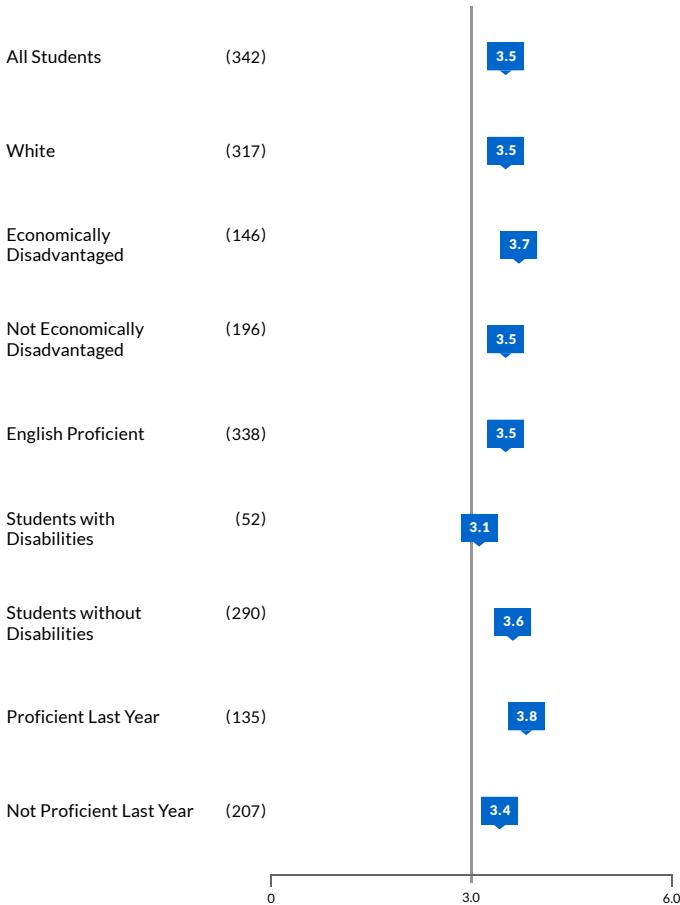 All Students (342) 3.5
White (317) 3.5
Economically (146) 3.7
Disadvantaged
Not Economically (196) 3.5
Disadvantaged
English Proficient (338) 3.5
Students with (52) 3.1
Disabilities
Students without (290) 3.6
Disabilities
Proficient Last Year (135) 3.8
Not Proficient Last Year (207) 3.4
0 3.0 6.0